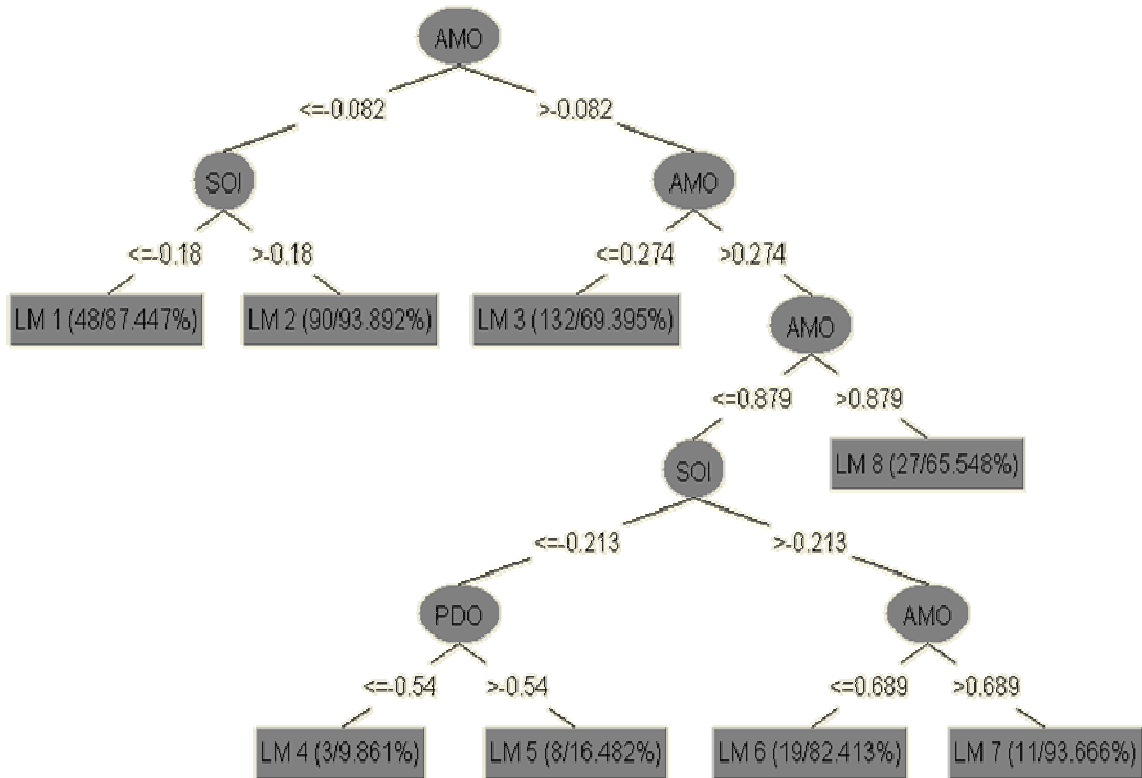 AMO
<=-0.082 >-0.082
SOI AMO
<=-0.18 >-0.18 <=0.274 >0.274
LM 1 (48/87.447%) LM 2 (90/93.892%) LM 3 (132/69.395%) AMO
<=0.879 >0.879
SOI LM 8 (27/65.548%)
<=-0.213 >-0.213
PDO AMO
<=-0.54 >-0.54 <=0.689 >0.689
LM 4 (3/9.861%) LM 5 (8/16.482%) LM 6 (19/82.413%) LM 7 (11/93.666%)